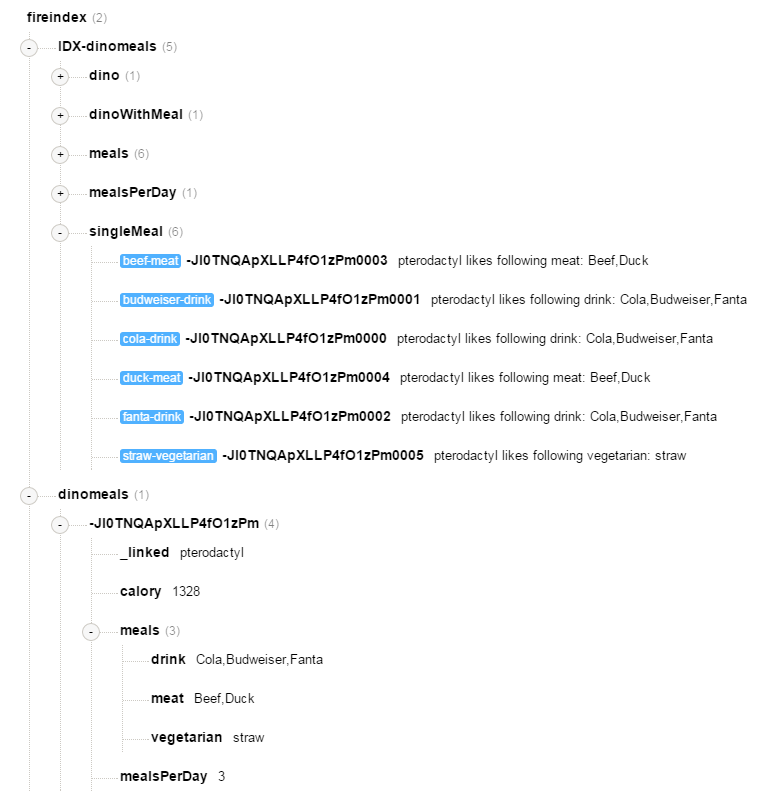 fireindex (2)
- IDX-dinomeals (5)
+ dino (1)
+ dinoWithMeal (1)
+ meals (6)
+ mealsPerDay (1)
- singleMeal (6)
beef-meat -JI0TNQApXLLP4fO1zPm0003 pterodactyl likes following meat: Beef,Duck
budweiser-drink -JI0TNQApXLLP4fO1zPm0001 pterodactyl likes following drink: Cola,Budweiser,Fanta
cola-drink -JI0TNQApXLLP4fO1zPm0000 pterodactyl likes following drink: Cola,Budweiser,Fanta
duck-meat -JI0TNQApXLLP4fO1zPm0004 pterodactyl likes following meat: Beef,Duck
fanta-drink -JI0TNQApXLLP4fO1zPm0002 pterodactyl likes following drink: Cola,Budweiser,Fanta
straw-vegetarian -JI0TNQApXLLP4fO1zPm0005 pterodactyl likes following vegetarian: straw
- dinomeals (1)
- -JI0TNQApXLLP4fO1zPm (4)
_linked pterodactyl
calory 1328
- meals (3)
drink Cola,Budweiser,Fanta
meat Beef,Duck
vegetarian straw
mealsPerDay 3